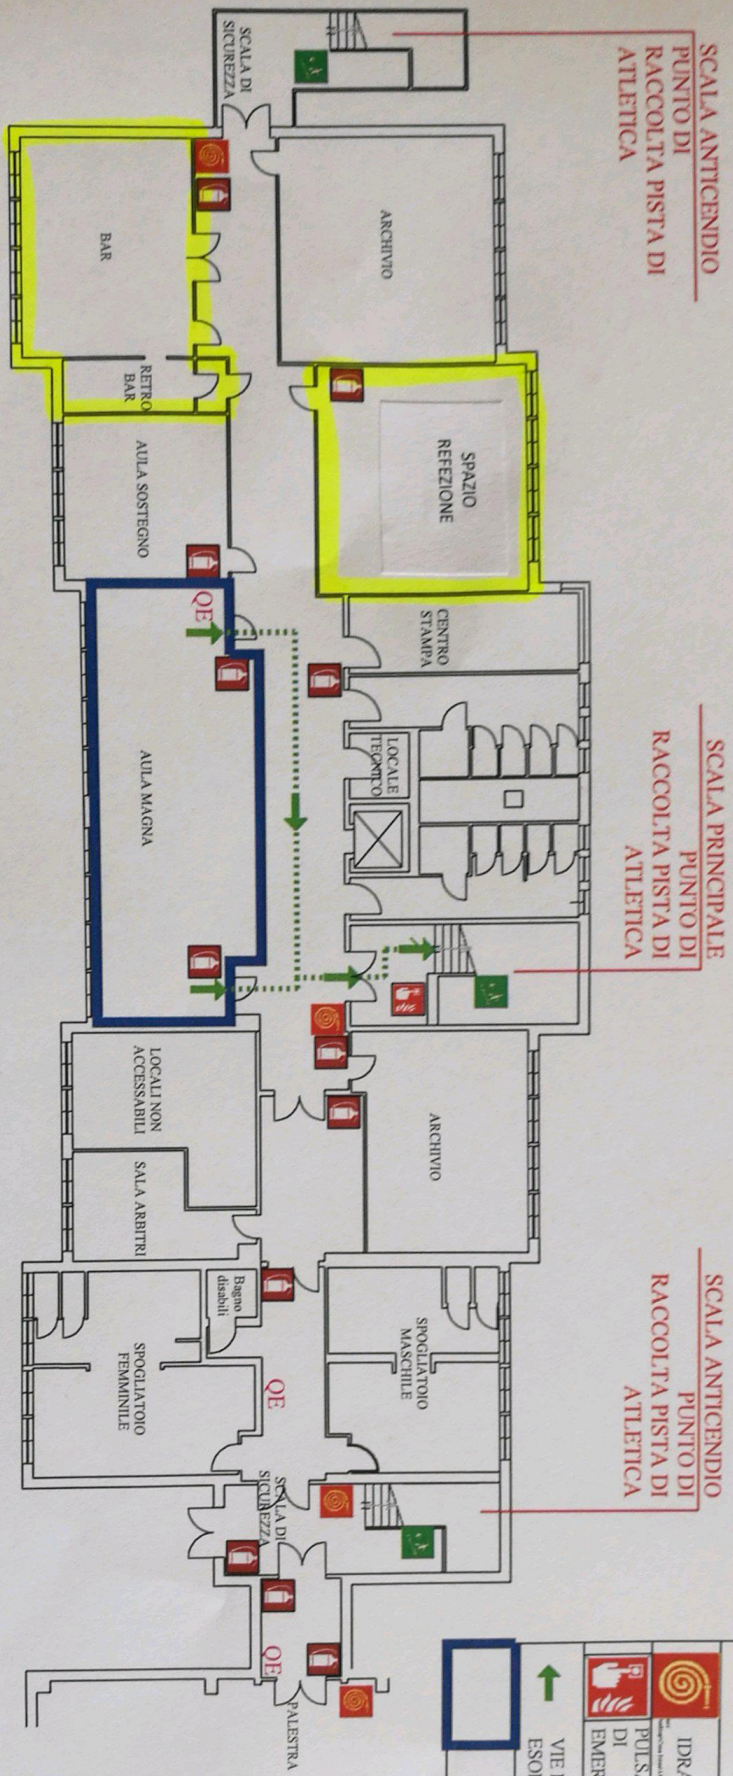 SCALA ANTICENDIO
PUNTO DI
RACCOLTA PISTA DI
ATLETICA
SCALA PRINCIPALE
PUNTO DI
RACCOLTA PISTA DI
ATLETICA
SCALA ANTICENDIO
PUNTO DI
RACCOLTA PISTA DI
ATLETICA
SCALA DI
SICUREZZA
ARCHIVIO
SPAZIO
REFEZIONE
CENTRO
STAMPA
LOCALE
TECNICO
ARCHIVIO
SPOGLIATOIO
MASCHILE
BAR
RETRO
BAR
AULA SOSTEGNO
QE
AULA MAGNA
LOCALI NON
ACCESSABILI
SALA ARBITRI
Bagno
disabili
SPOGLIATOIO
FEMMINILE
QE
SCALA DI
SICUREZZA
QE
PALESTRA
IDRA
PULS
DI
EMER
VIE
ESO